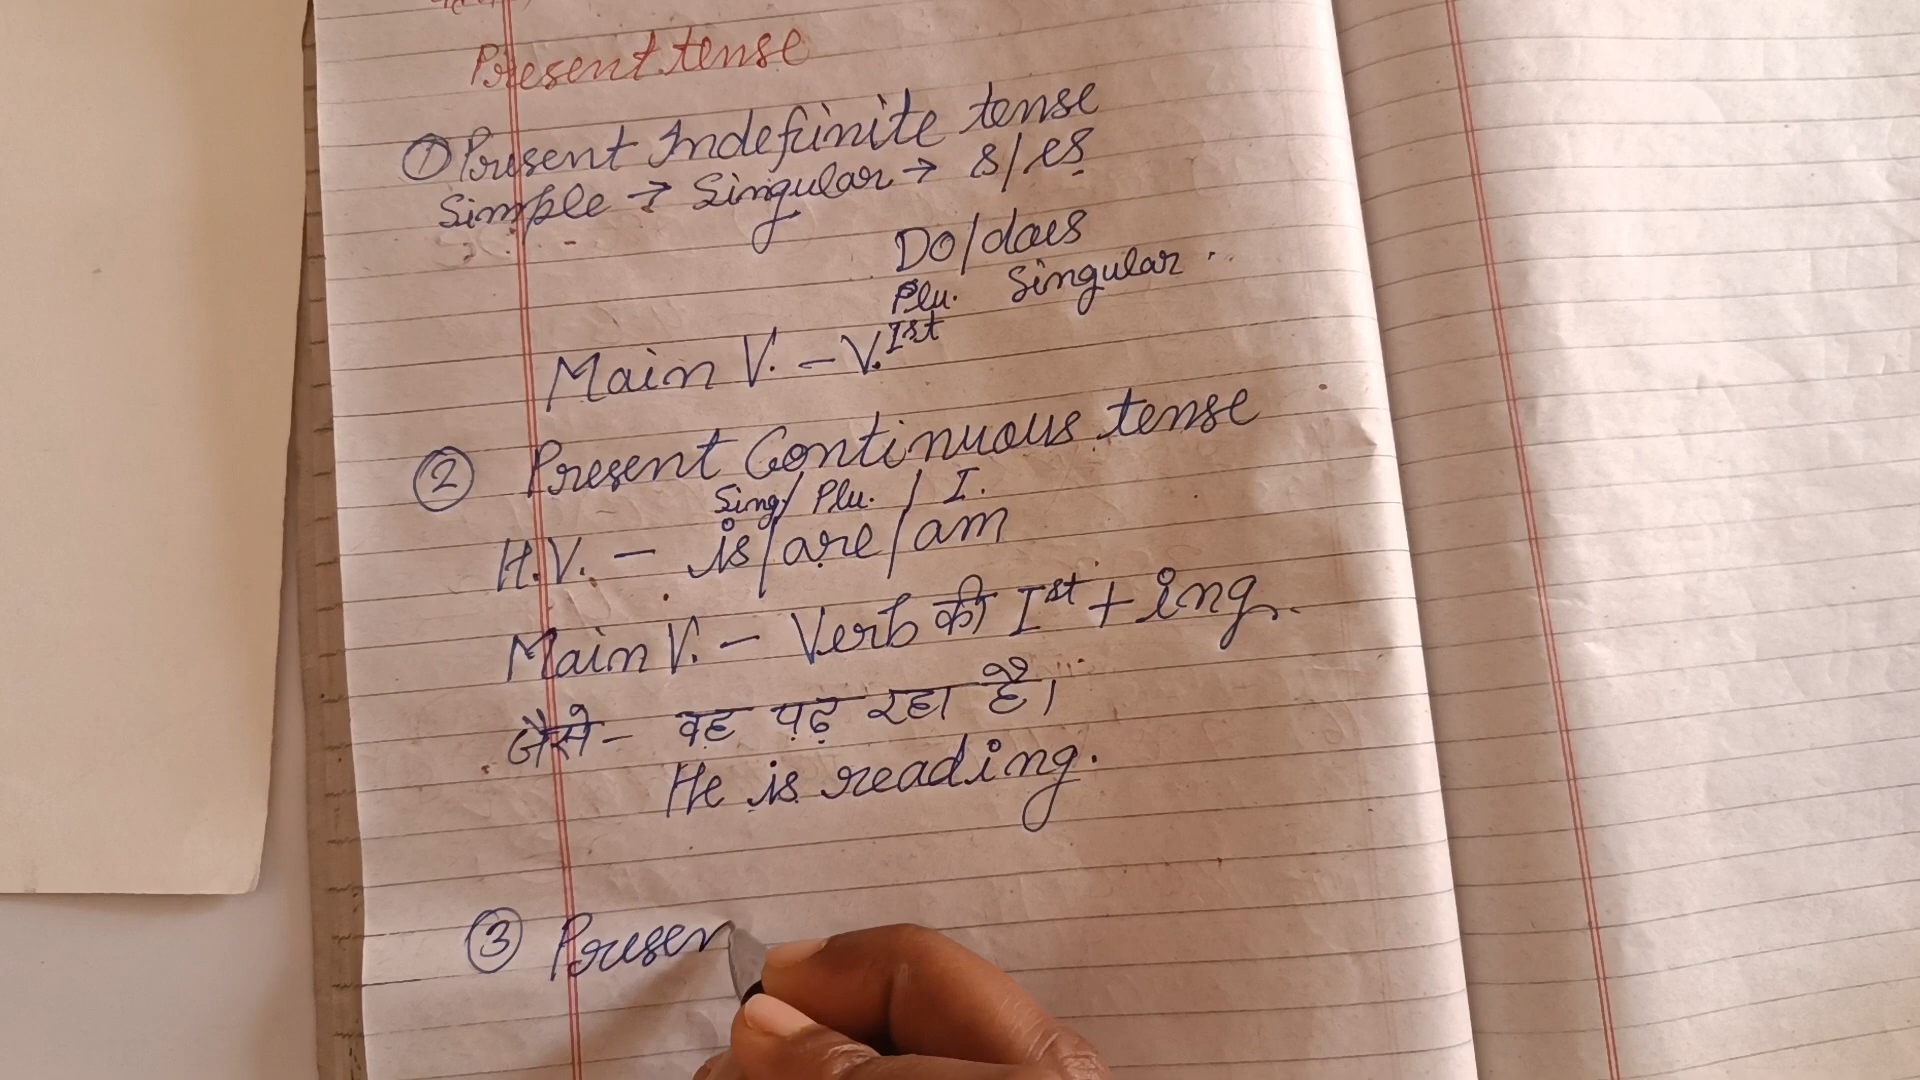 Present tense
① Present Indefinite tense
Simple → Singular → s/es
Do/does
Plu. Singular.
Main V. – V.Ist
② Present Continuous tense
Sing/ Plu. / I.
H.V. – is/are/am
Main V. – Verb की Ist + ing.
जैसे – वह पढ़ रहा है।
He is reading.
③ Presen